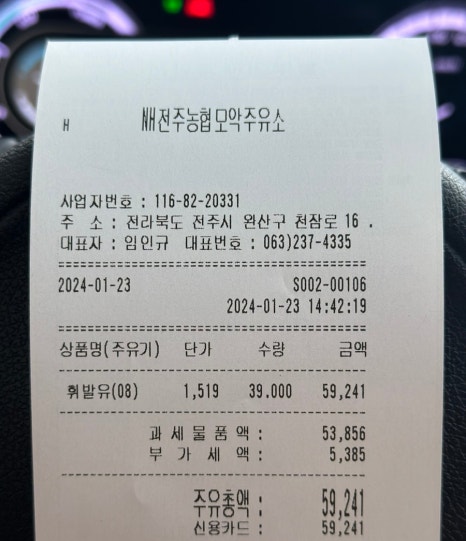 H NH전주농협모악주유소
사업자번호 : 116-82-20331
주 소 : 전라북도 전주시 완산구 천잠로 16 .
대표자 : 임인규 대표번호 : 063)237-4335
2024-01-23 S002-00106
2024-01-23 14:42:19
상품명(주유기) 단가 수량 금액
휘발유(08) 1,519 39.000 59,241
과 세 물 품 액 : 53,856
부 가 세 액 : 5,385
주유총액 : 59,241
신용카드 : 59,241